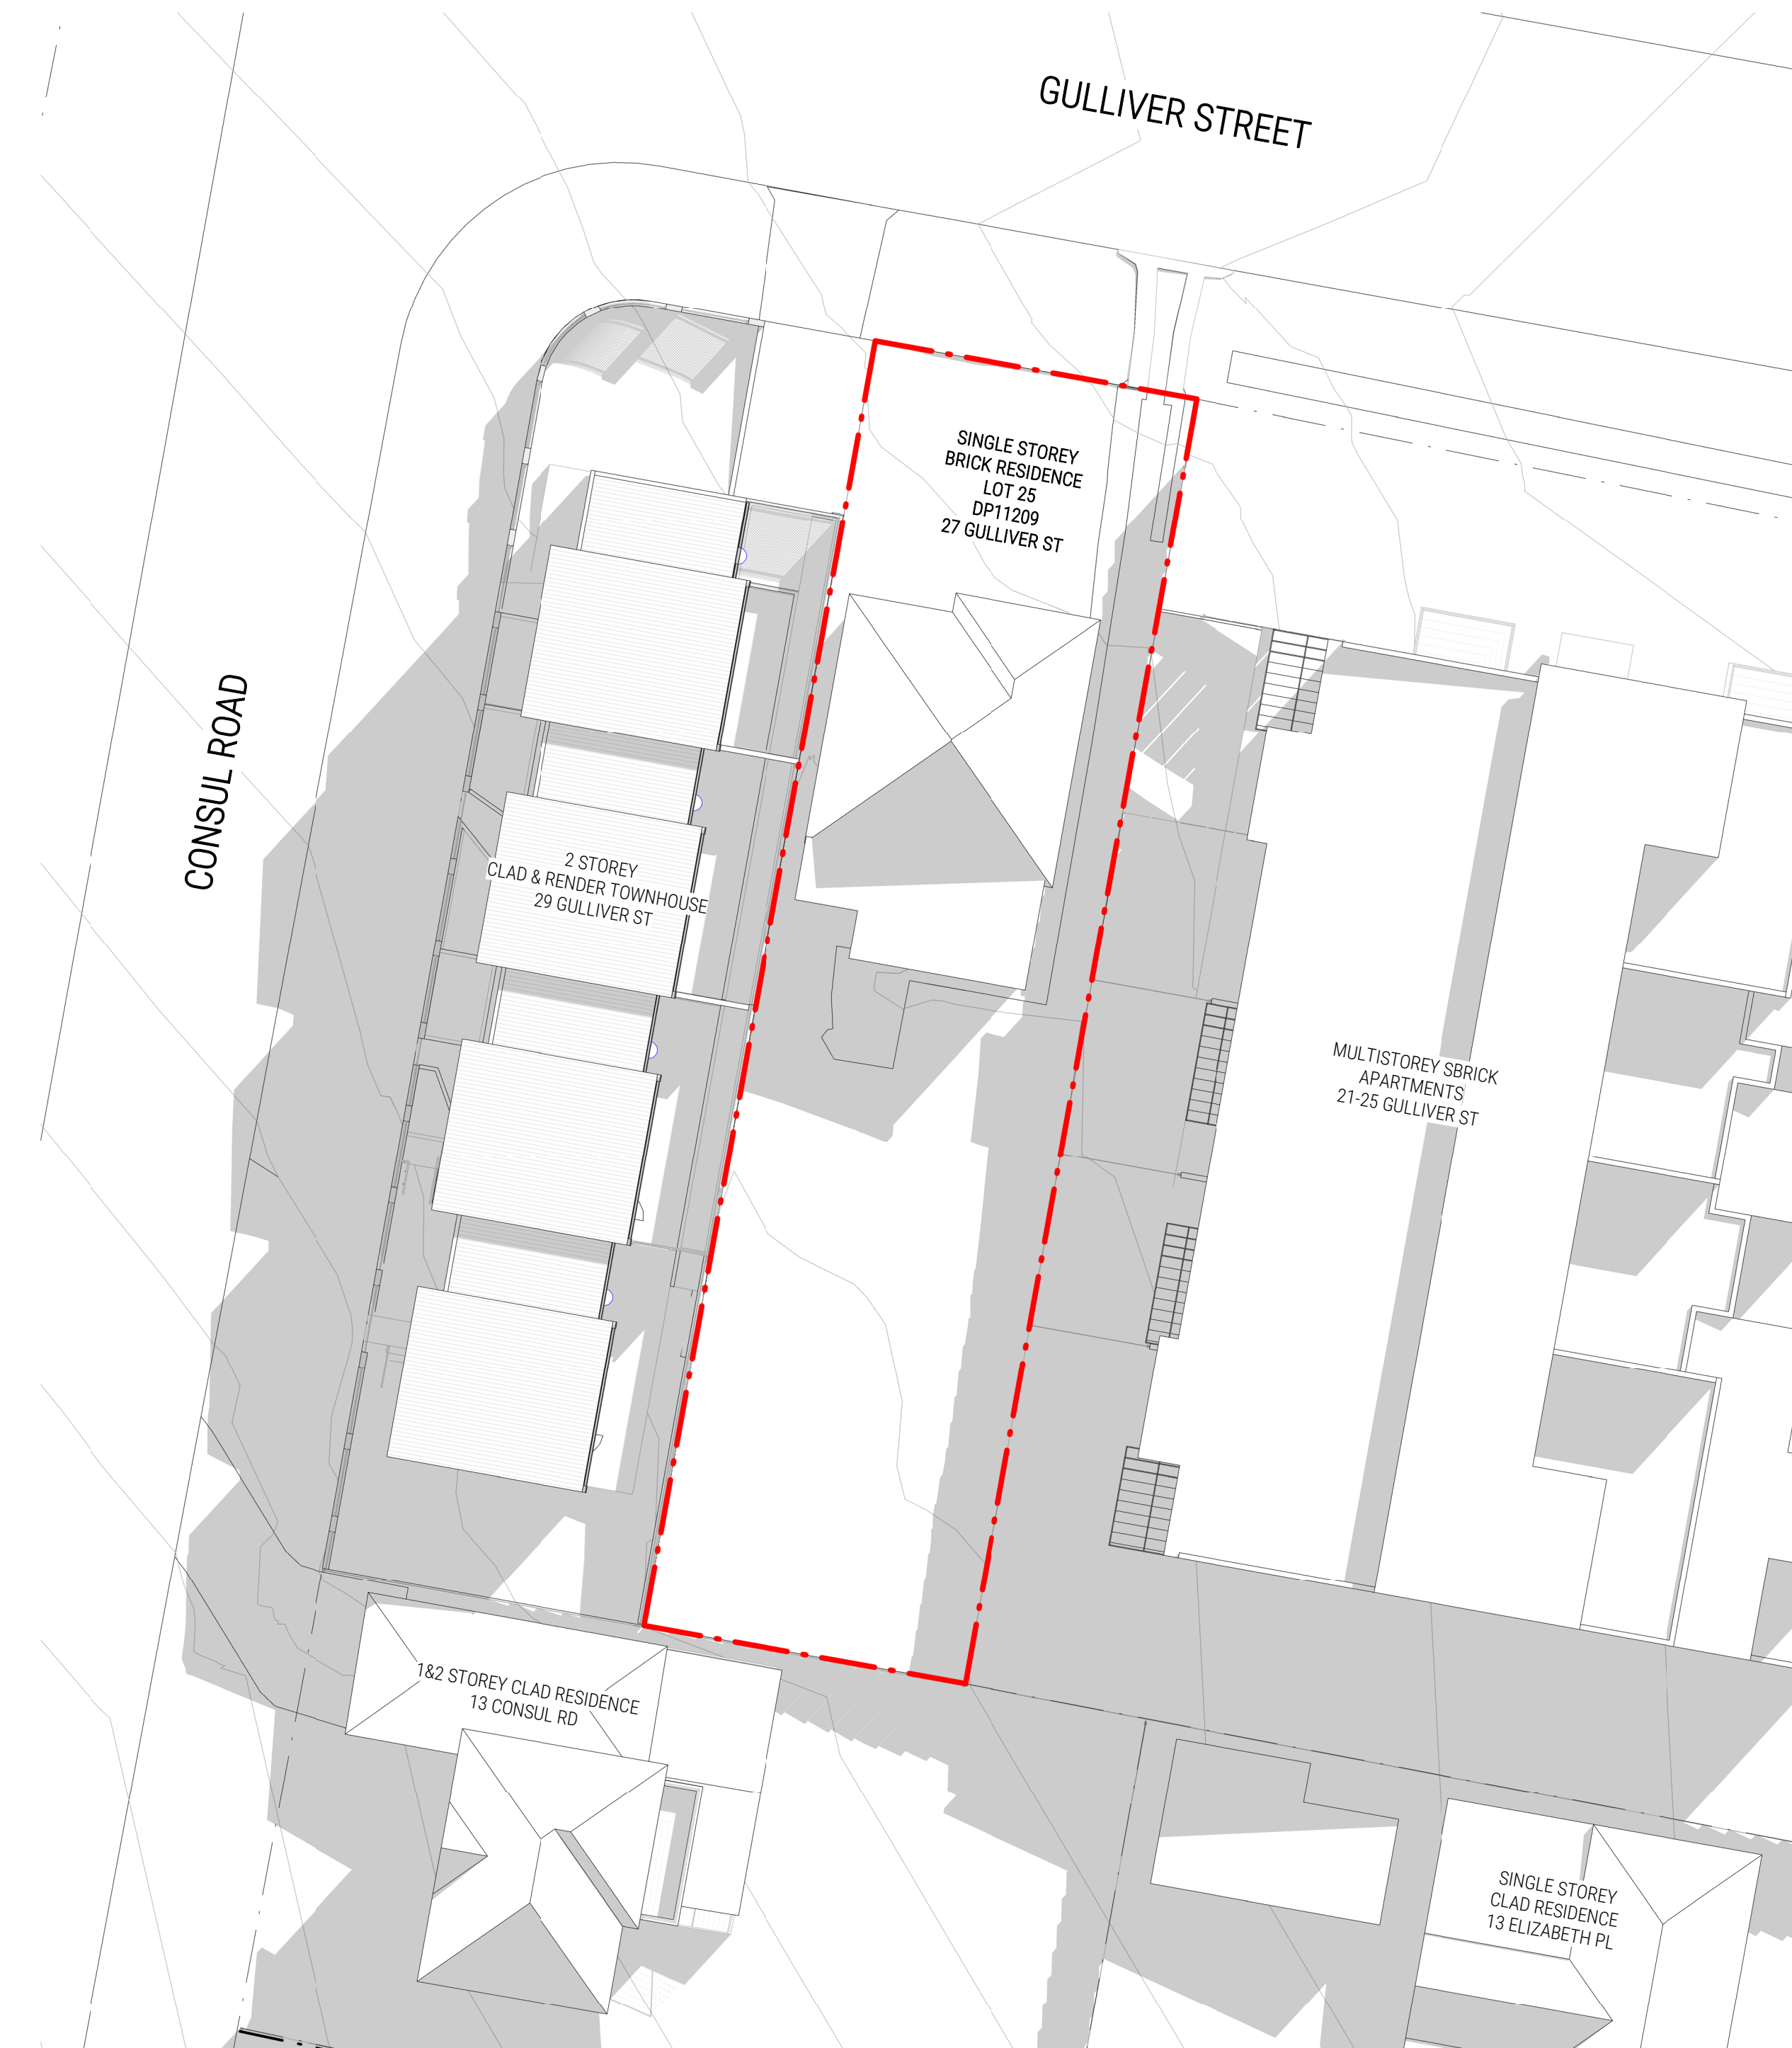 GULLIVER STREET
SINGLE STOREY
BRICK RESIDENCE
LOT 25
DP11209
27 GULLIVER ST
CONSUL ROAD
2 STOREY
CLAD & RENDER TOWNHOUSE
29 GULLIVER ST
MULTISTOREY SBRICK
APARTMENTS
21-25 GULLIVER ST
1&2 STOREY CLAD RESIDENCE
13 CONSUL RD
SINGLE STOREY
CLAD RESIDENCE
13 ELIZABETH PL